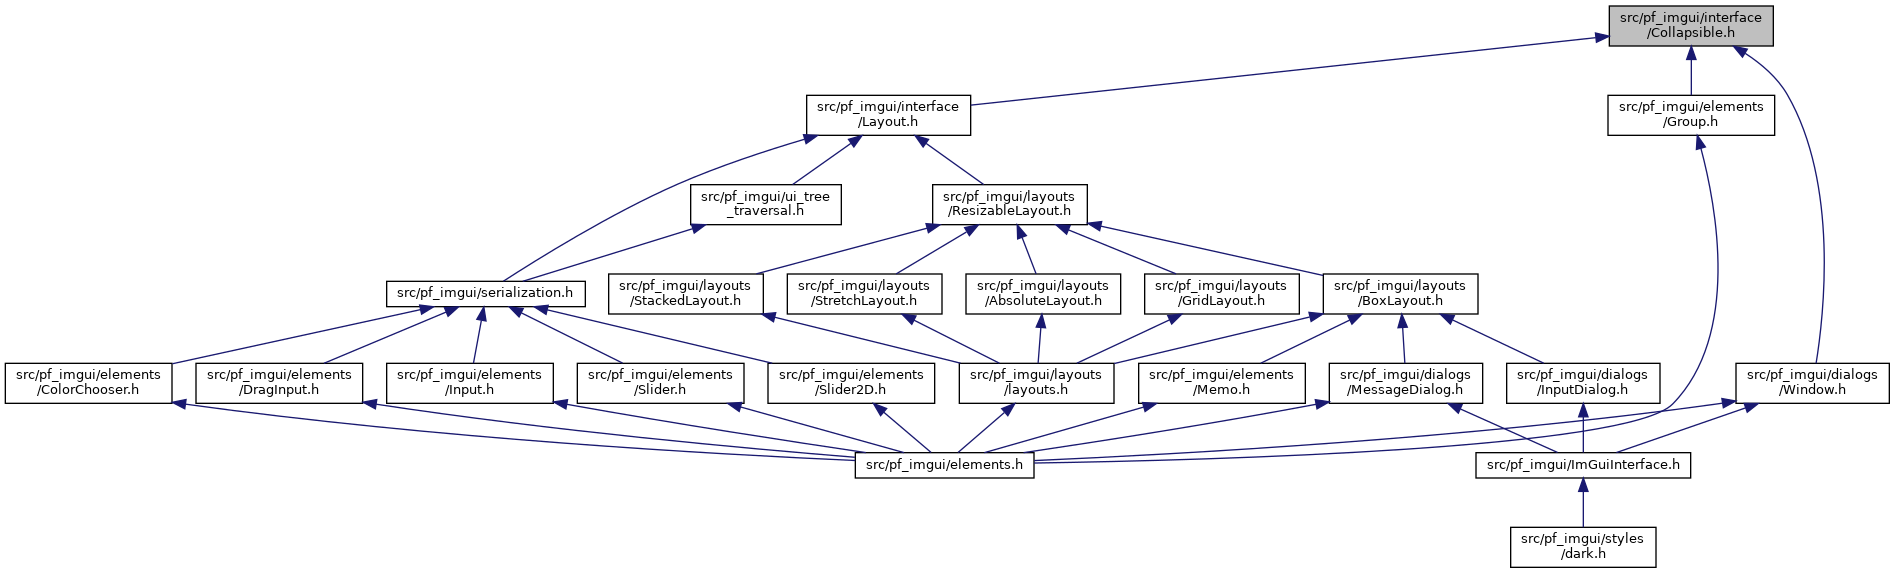 src/pf_imgui/interface
/Collapsible.h
src/pf_imgui/interface
/Layout.h
src/pf_imgui/elements
/Group.h
src/pf_imgui/ui_tree
_traversal.h
src/pf_imgui/layouts
/ResizableLayout.h
src/pf_imgui/serialization.h
src/pf_imgui/layouts
/StackedLayout.h
src/pf_imgui/layouts
/StretchLayout.h
src/pf_imgui/layouts
/AbsoluteLayout.h
src/pf_imgui/layouts
/GridLayout.h
src/pf_imgui/layouts
/BoxLayout.h
src/pf_imgui/elements
/ColorChooser.h
src/pf_imgui/elements
/DragInput.h
src/pf_imgui/elements
/Input.h
src/pf_imgui/elements
/Slider.h
src/pf_imgui/elements
/Slider2D.h
src/pf_imgui/layouts
/layouts.h
src/pf_imgui/elements
/Memo.h
src/pf_imgui/dialogs
/MessageDialog.h
src/pf_imgui/dialogs
/InputDialog.h
src/pf_imgui/dialogs
/Window.h
src/pf_imgui/elements.h
src/pf_imgui/ImGuiInterface.h
src/pf_imgui/styles
/dark.h